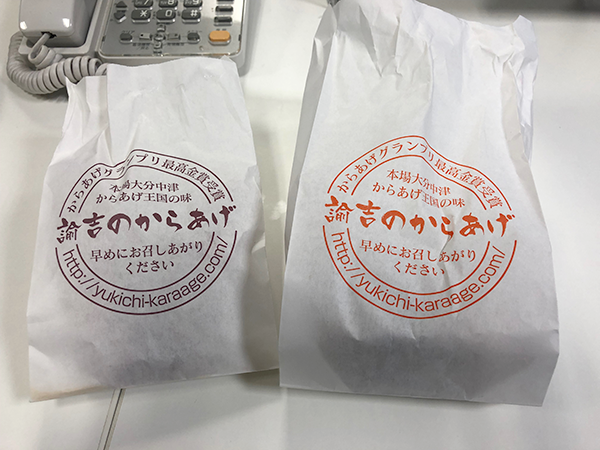 からあげグランプリ最高金賞受賞
本場大分中津
からあげ王国の味
諭吉のからあげ
早めにお召しあがり
ください
http://yukichi-karaage.com/
からあげグランプリ最高金賞受賞
本場大分中津
からあげ王国の味
諭吉のからあげ
早めにお召しあがり
ください
http://yukichi-karaage.com/